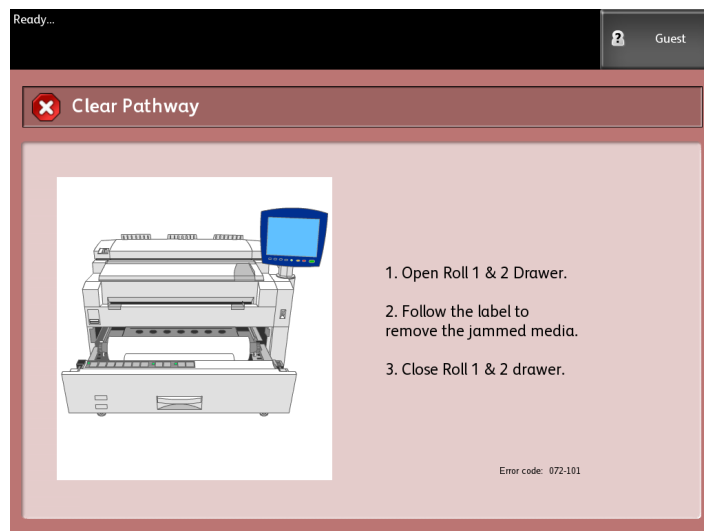 Ready...
Guest
Clear Pathway
1. Open Roll 1 & 2 Drawer.
2. Follow the label to
remove the jammed media.
3. Close Roll 1 & 2 drawer.
Error code: 072-101